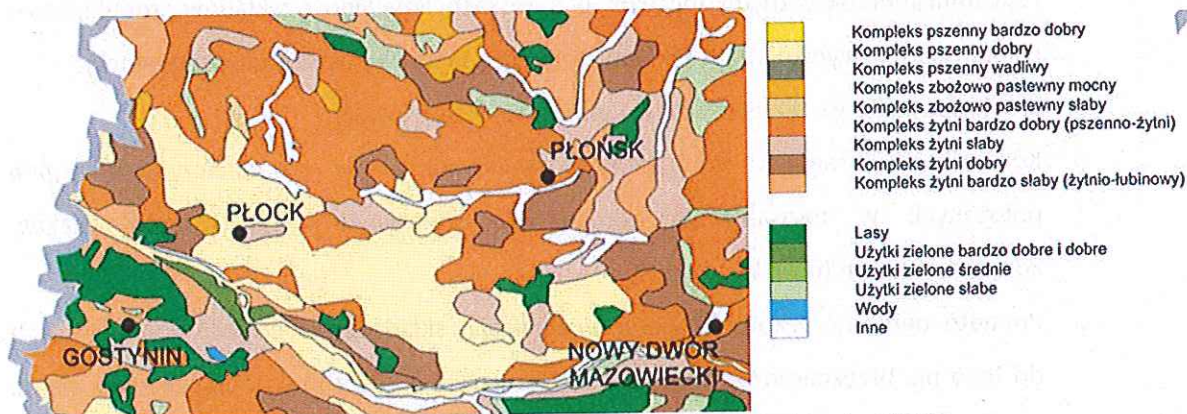 Kompleks pszenny bardzo dobry
Kompleks pszenny dobry
Kompleks pszenny wadliwy
Kompleks zbożowo pastewny mocny
Kompleks zbożowo pastewny słaby
Kompleks żytni bardzo dobry (pszenno-żytni)
Kompleks żytni słaby
Kompleks żytni dobry
Kompleks żytni bardzo słaby (żytnio-łubinowy)
Lasy
Użytki zielone bardzo dobre i dobre
Użytki zielone średnie
Użytki zielone słabe
Wody
Inne
PŁOŃSK
PŁOCK
GOSTYNIN
NOWY DWÓR
MAZOWIECKI